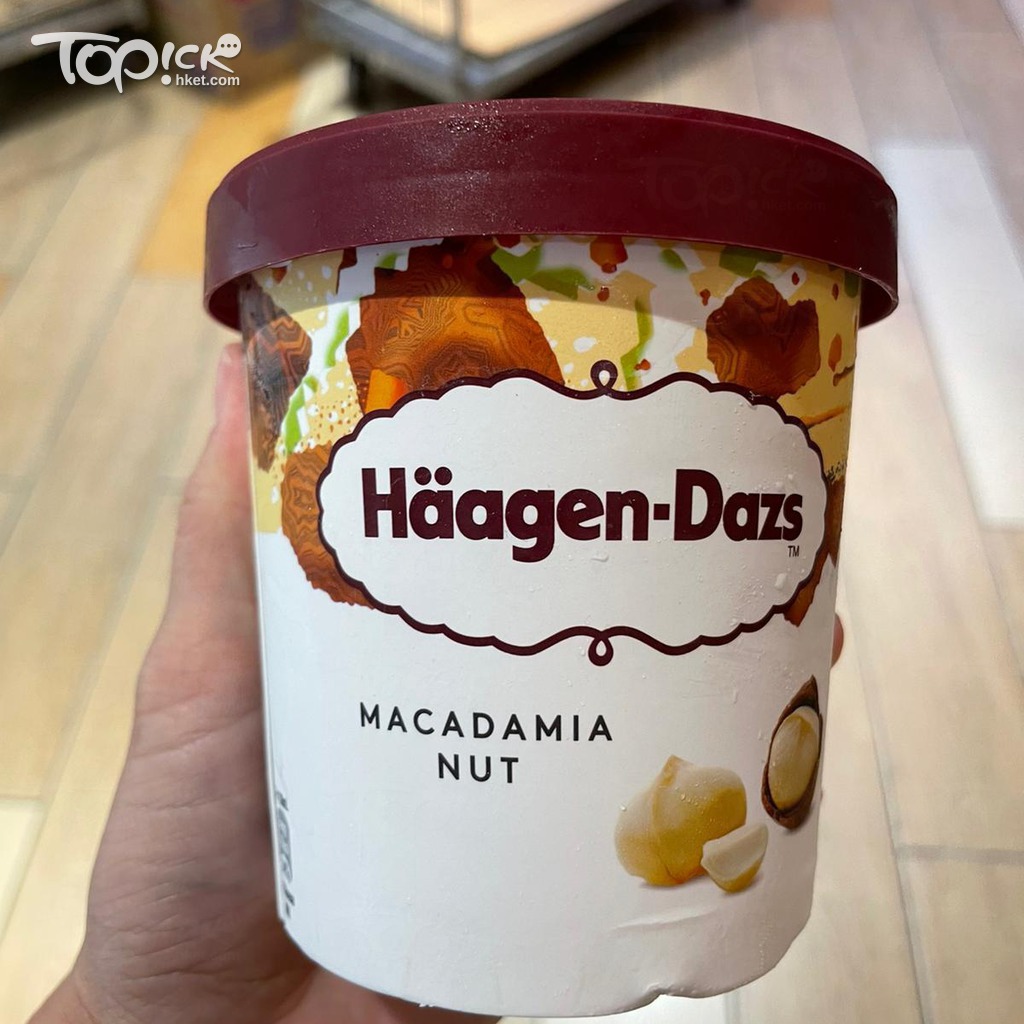 TOPICK
hket.com
Häagen-Dazs
TM
MACADAMIA
NUT